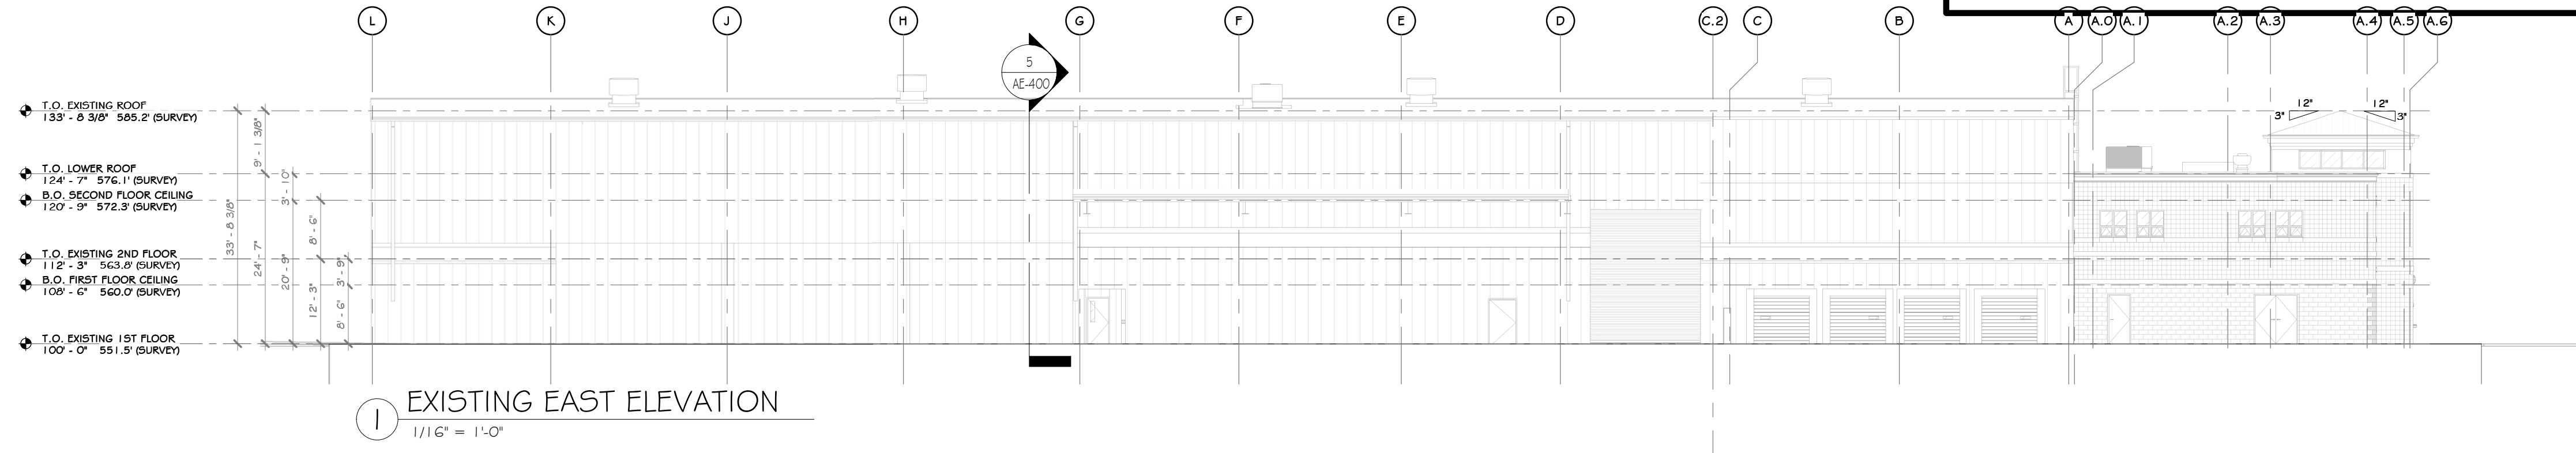 L K J H G F E D C.2 C B A A.0 A.1 A.2 A.3 A.4 A.5 A.6
5
AE-400
T.O. EXISTING ROOF
133' - 8 3/8" 585.2' (SURVEY)
12" 12"
3" 3"
9' - 1 3/8"
T.O. LOWER ROOF
124' - 7" 576.1' (SURVEY)
3' - 10"
B.O. SECOND FLOOR CEILING
120' - 9" 572.3' (SURVEY)
33' - 8 3/8"
8' - 6"
24' - 7"
T.O. EXISTING 2ND FLOOR
112' - 3" 563.8' (SURVEY)
20' - 9"
3' - 9"
B.O. FIRST FLOOR CEILING
108' - 6" 560.0' (SURVEY)
12' - 3"
8' - 6"
T.O. EXISTING 1ST FLOOR
100' - 0" 551.5' (SURVEY)
1
EXISTING EAST ELEVATION
1/16" = 1'-0"